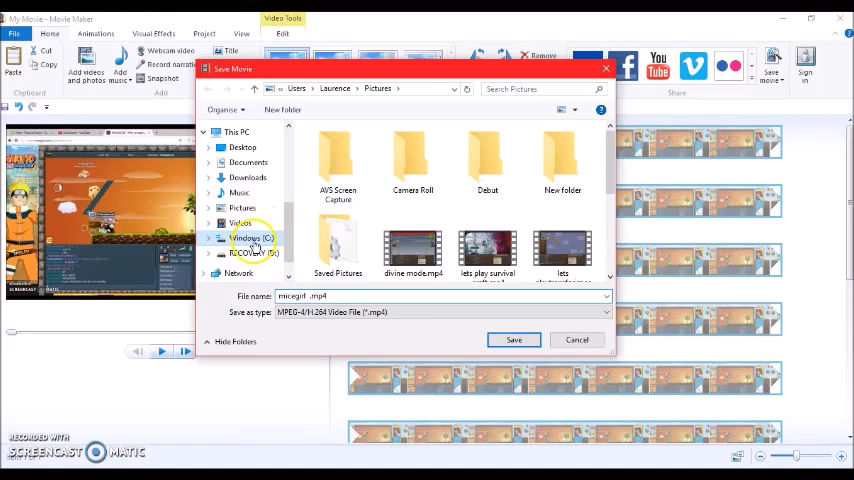 My Movie - Movie Maker
Video Tools
File
Home
Animations
Visual Effects
Project
View
Edit
Paste
Cut
Copy
Clipboard
Add videos
and photos
Add
music
Webcam video
Record narration
Snapshot
Title
Remove
You
Tube
Share
Save
movie
Sign
in
Save Movie
Users
Laurence
Pictures
Search Pictures
Organise
New folder
This PC
Desktop
Documents
Downloads
Music
Pictures
Videos
Windows (C:)
RECOVERY (D:)
Network
AVS Screen
Capture
Camera Roll
Debut
New folder
Saved Pictures
divine mode.mp4
lets play survival
lets
File name:
micegirl .mp4
Save as type:
MPEG-4/H.264 Video File (*.mp4)
Hide Folders
Save
Cancel
RECORDED WITH
SCREENCAST MATIC